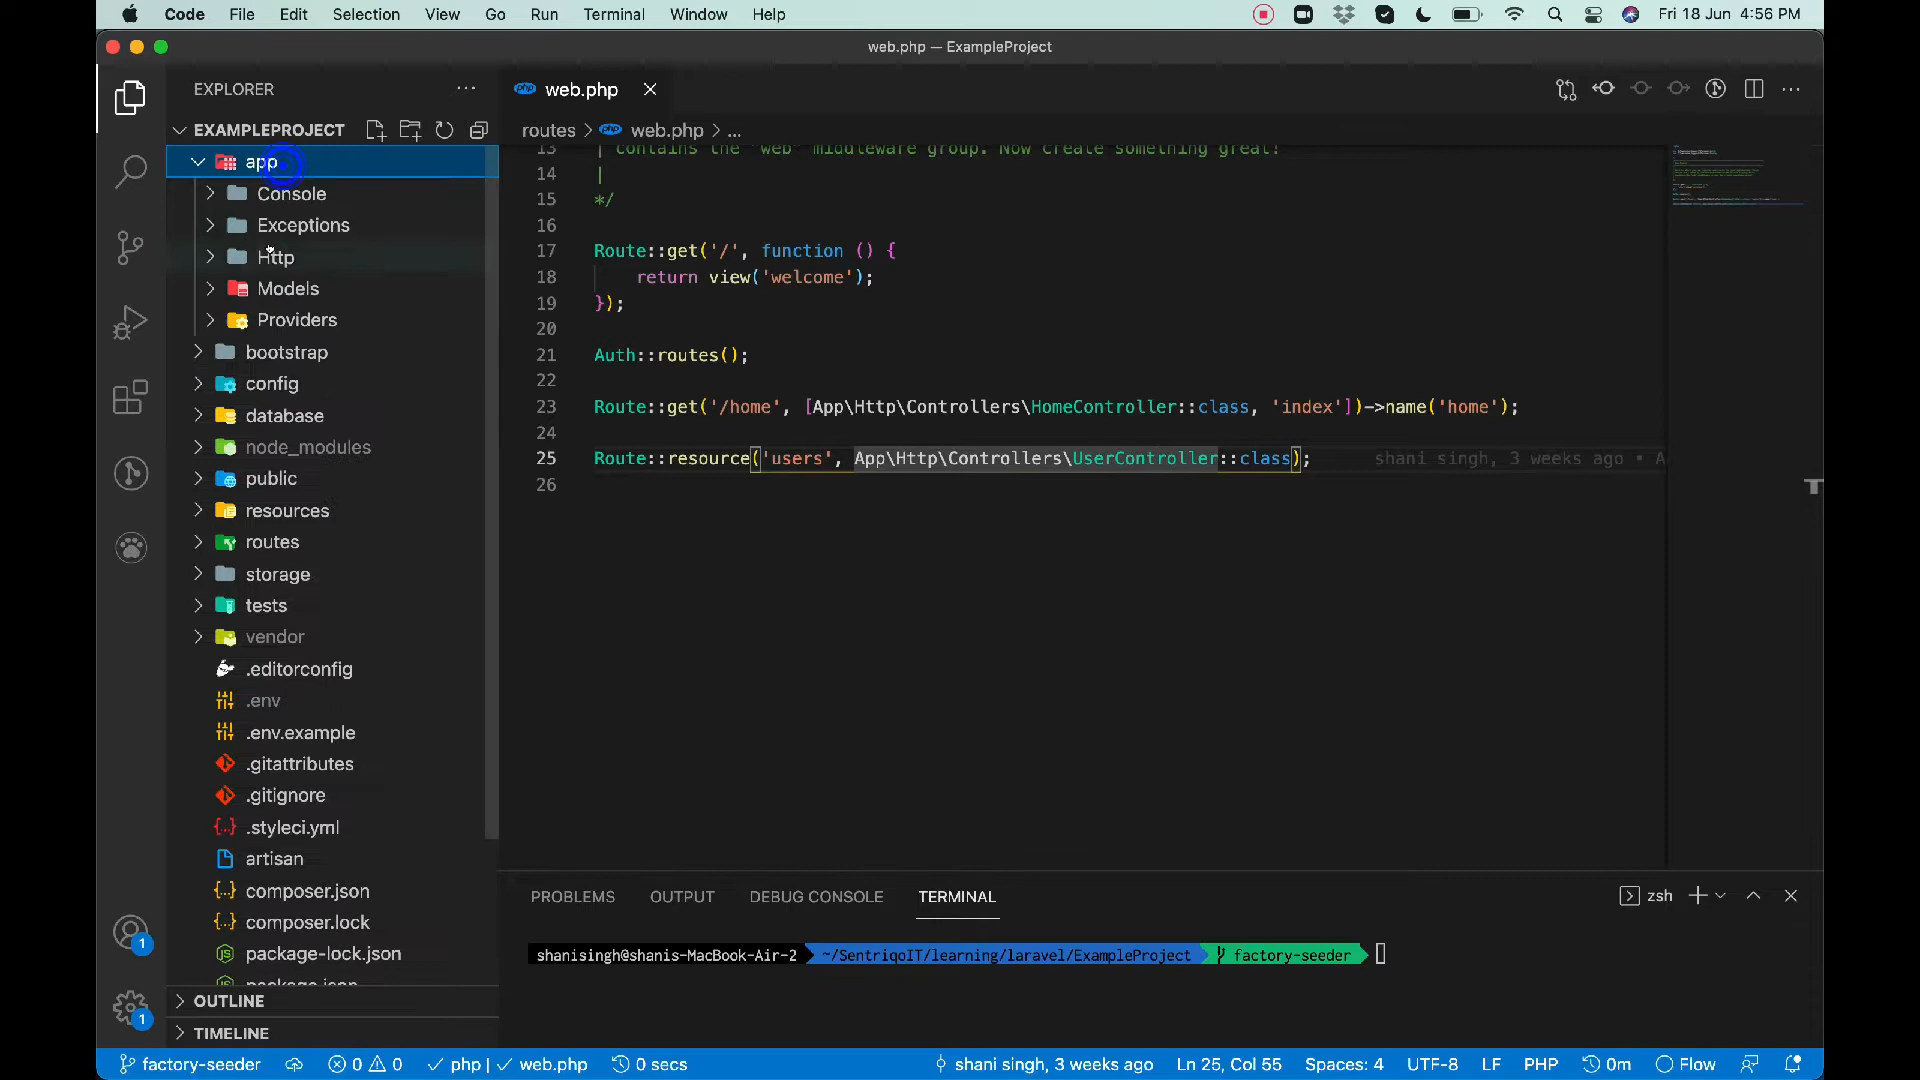 Code File Edit Selection View Go Run Terminal Window Help Fri 18 Jun 4:56 PM
web.php — ExampleProject
EXPLORER
EXAMPLEPROJECT
app
Console
Exceptions
Http
Models
Providers
bootstrap
config
database
node_modules
public
resources
routes
storage
tests
vendor
.editorconfig
.env
.env.example
.gitattributes
.gitignore
.styleci.yml
artisan
composer.json
composer.lock
package-lock.json
package.json
OUTLINE
TIMELINE
1
1
php web.php
routes > php web.php > ...
13 | contains the "web" middleware group. Now create something great!
14 |
15 */
16
17 Route::get('/', function () {
18 return view('welcome');
19 });
20
21 Auth::routes();
22
23 Route::get('/home', [App\Http\Controllers\HomeController::class, 'index'])->name('home');
24
25 Route::resource('users', App\Http\Controllers\UserController::class); shani singh, 3 weeks ago • A
26
PROBLEMS OUTPUT DEBUG CONSOLE TERMINAL zsh
shanisingh@shanis-MacBook-Air-2 ~/SentriqoIT/learning/laravel/ExampleProject factory-seeder
factory-seeder 0 0 php | web.php 0 secs shani singh, 3 weeks ago Ln 25, Col 55 Spaces: 4 UTF-8 LF PHP 0m Flow